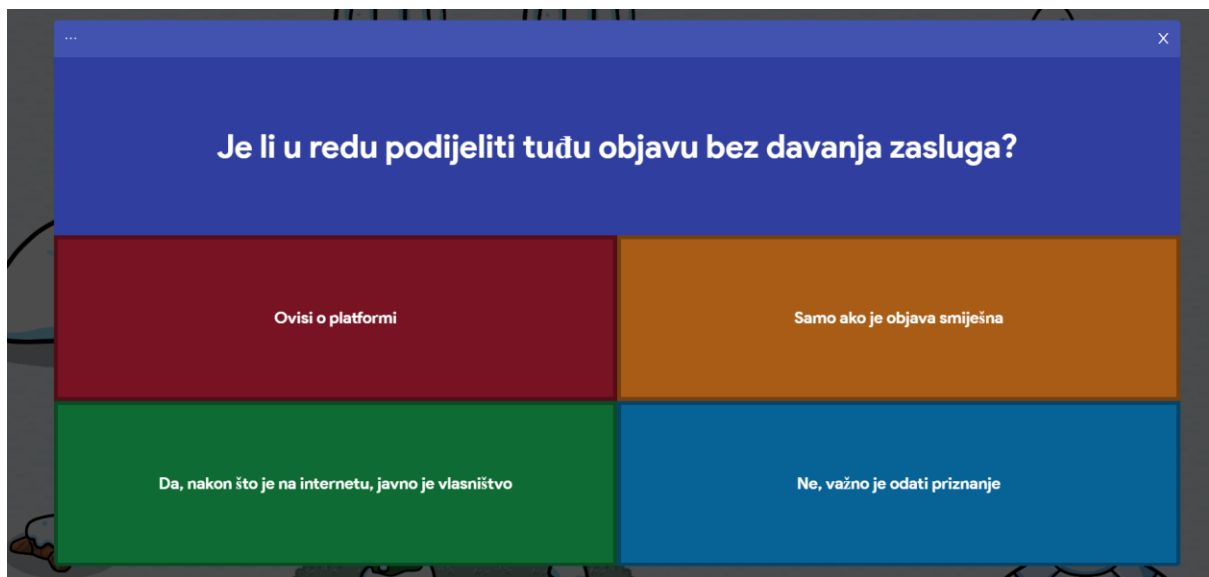 ...
X
Je li u redu podijeliti tuđu objavu bez davanja zasluga?
Ovisi o platformi
Samo ako je objava smiješna
Da, nakon što je na internetu, javno je vlasništvo
Ne, važno je odati priznanje